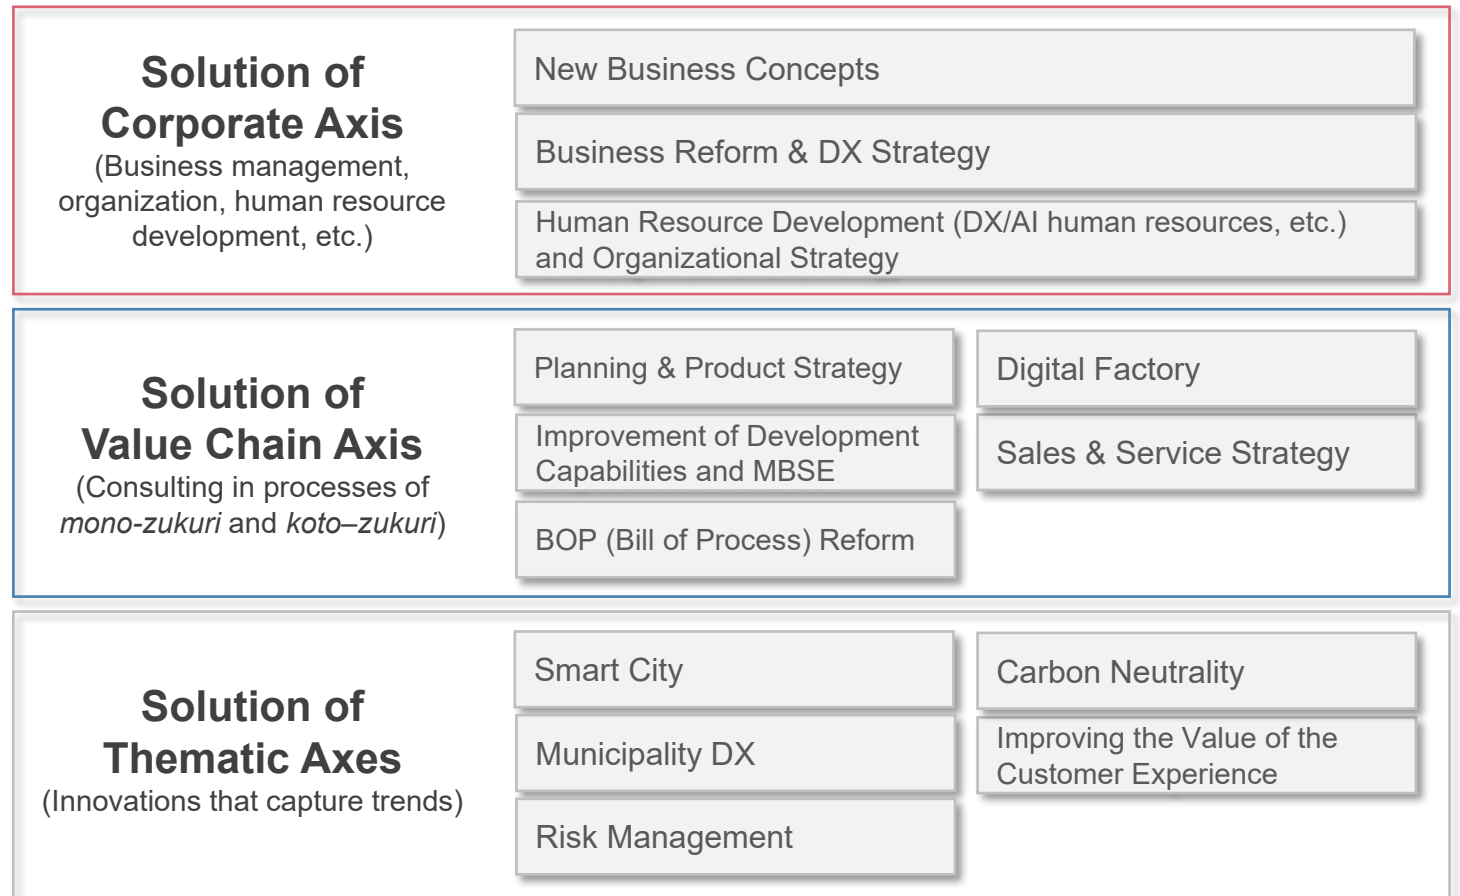 Solution of
Corporate Axis
(Business management,
organization, human resource
development, etc.)
New Business Concepts
Business Reform & DX Strategy
Human Resource Development (DX/AI human resources, etc.)
and Organizational Strategy
Solution of
Value Chain Axis
(Consulting in processes of
mono-zukuri and koto–zukuri)
Planning & Product Strategy
Improvement of Development
Capabilities and MBSE
BOP (Bill of Process) Reform
Digital Factory
Sales & Service Strategy
Solution of
Thematic Axes
(Innovations that capture trends)
Smart City
Municipality DX
Risk Management
Carbon Neutrality
Improving the Value of the
Customer Experience